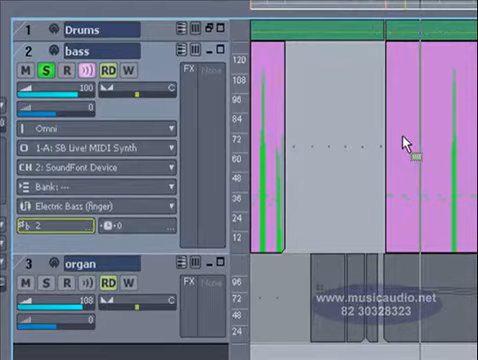 1 Drums
2 bass
M S R RD W
FX None
100 C
0
Omni
1-A: SB Live! MIDI Synth
CH 2: SoundFont Device
Bank: ---
Electric Bass (finger)
2 0
120
108
96
84
72
60
48
36
24
12
3 organ
M S R RD W
FX None
108 C
0
96
72
48
24
www.musicaudio.net
82 30328323